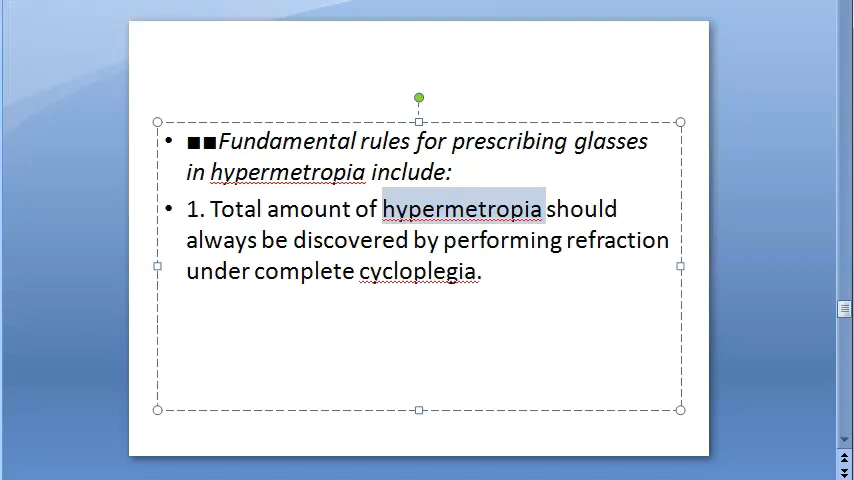 • ■■Fundamental rules for prescribing glasses
in hypermetropia include:
• 1. Total amount of hypermetropia should
always be discovered by performing refraction
under complete cycloplegia.